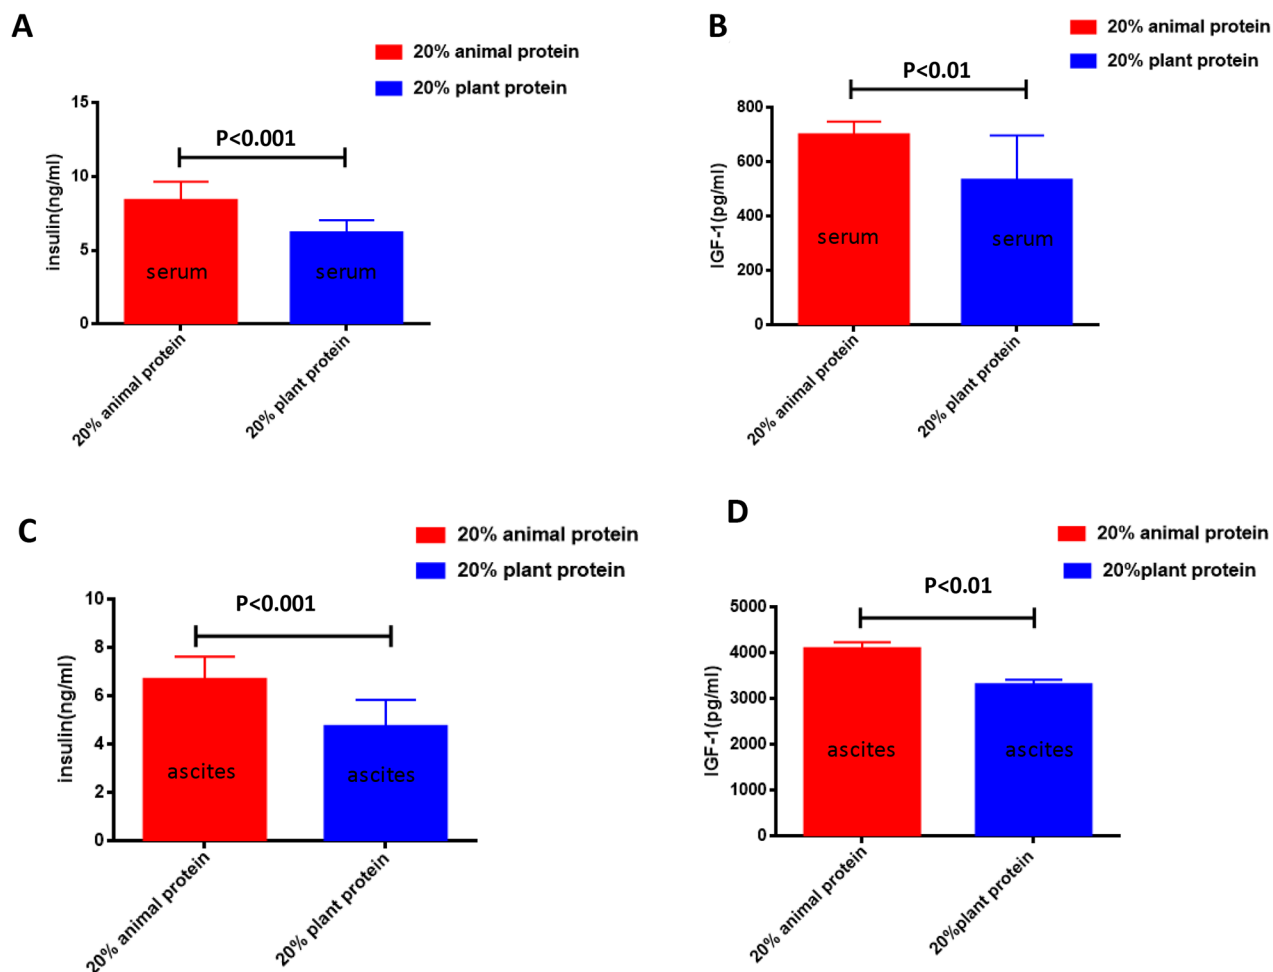 A
20% animal protein
20% plant protein
P<0.001
insulin(ng/ml)
15
10
5
0
serum
serum
20% animal protein
20% plant protein
B
20% animal protein
20% plant protein
P<0.01
IGF-1(pg/ml)
800
600
400
200
0
serum
serum
20% animal protein
20% plant protein
C
20% animal protein
20% plant protein
P<0.001
insulin(ng/ml)
10
8
6
4
2
0
ascites
ascites
20% animal protein
20% plant protein
D
20% animal protein
20%plant protein
P<0.01
IGF-1(pg/ml)
5000
4000
3000
2000
1000
0
ascites
ascites
20% animal protein
20%plant protein